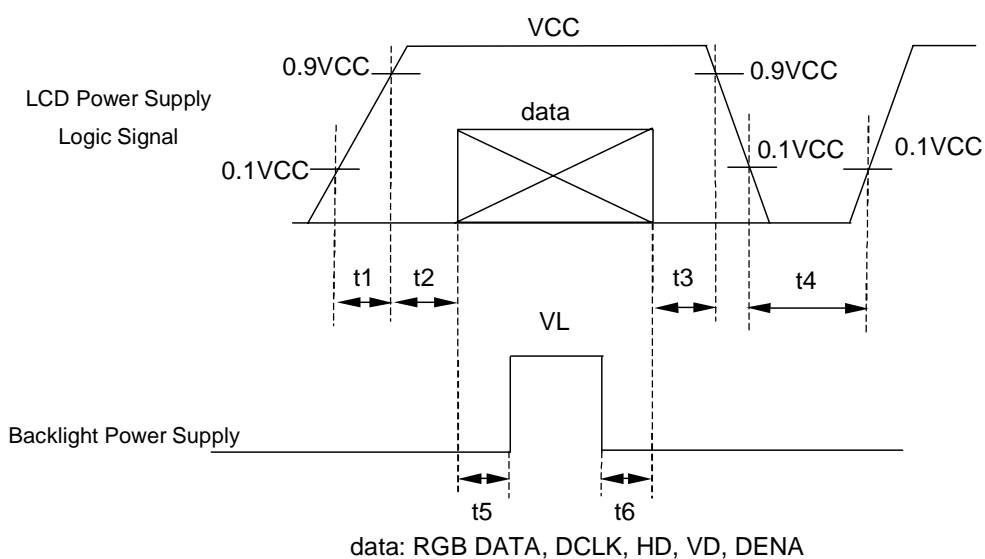 VCC
0.9VCC
0.9VCC
LCD Power Supply
Logic Signal
data
0.1VCC
0.1VCC
0.1VCC
t1
t2
t3
t4
VL
Backlight Power Supply
t5
t6
data: RGB DATA, DCLK, HD, VD, DENA